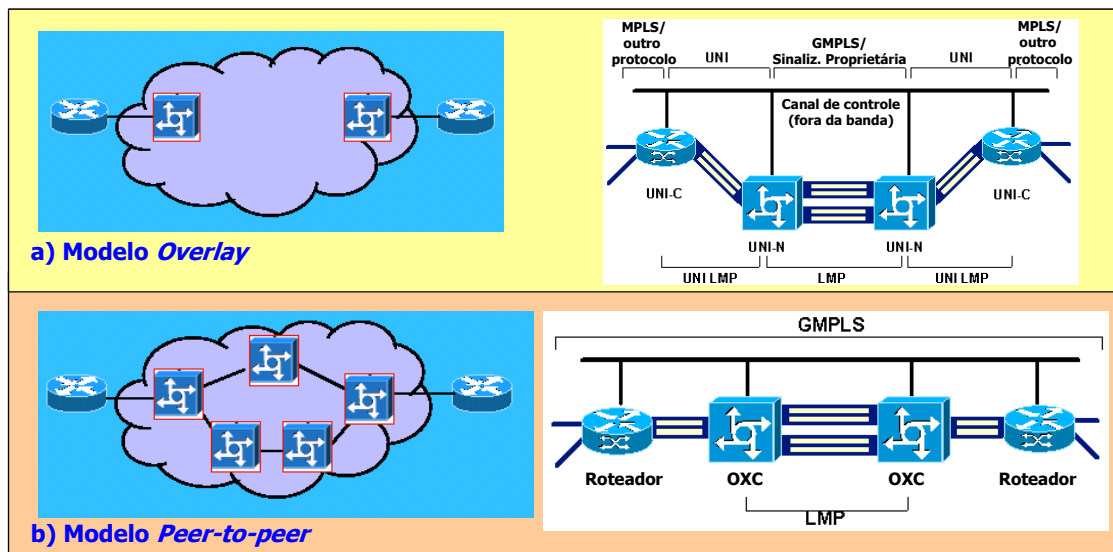 MPLS/
outro
protocolo
UNI
GMPLS/
Sinaliz. Proprietária
UNI
MPLS/
outro
protocolo
Canal de controle
(fora da banda)
UNI-C
UNI-C
UNI-N
UNI-N
UNI LMP
LMP
UNI LMP
a) Modelo Overlay
GMPLS
Roteador
OXC
OXC
Roteador
LMP
b) Modelo Peer-to-peer